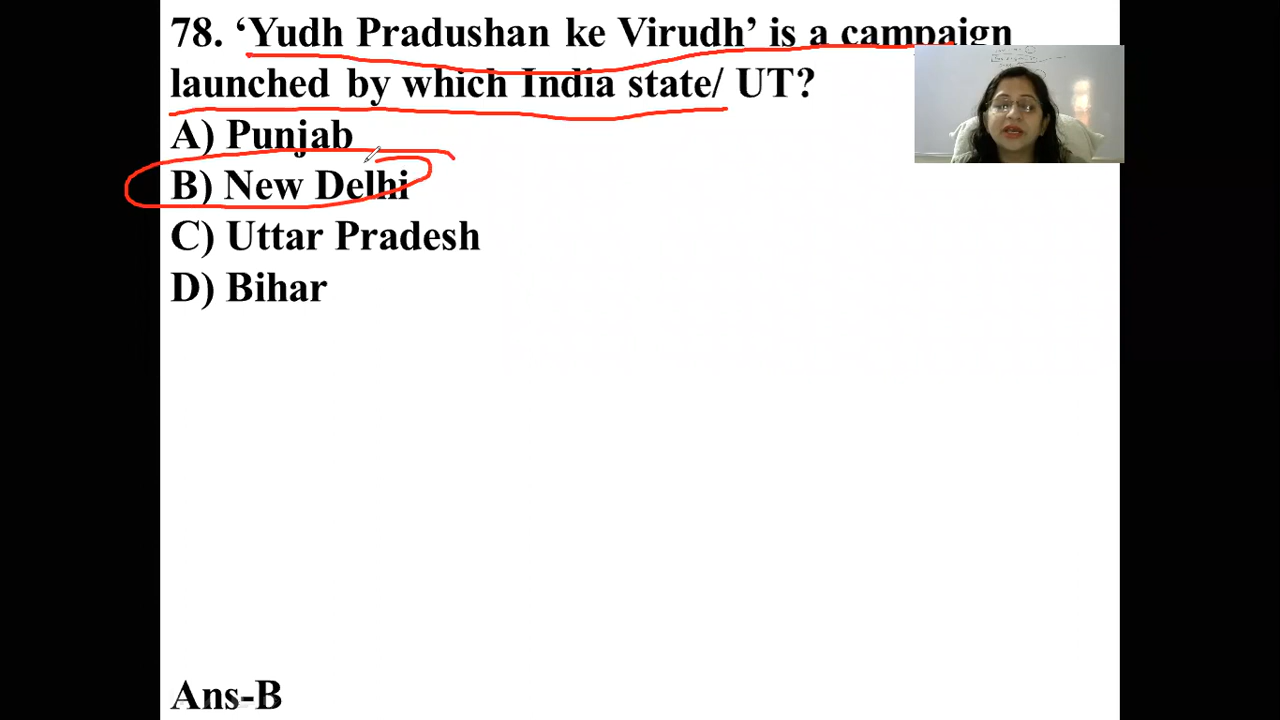 78. ‘Yudh Pradushan ke Virudh’ is a campaign
launched by which India state/ UT?
A) Punjab
B) New Delhi
C) Uttar Pradesh
D) Bihar
Ans-B